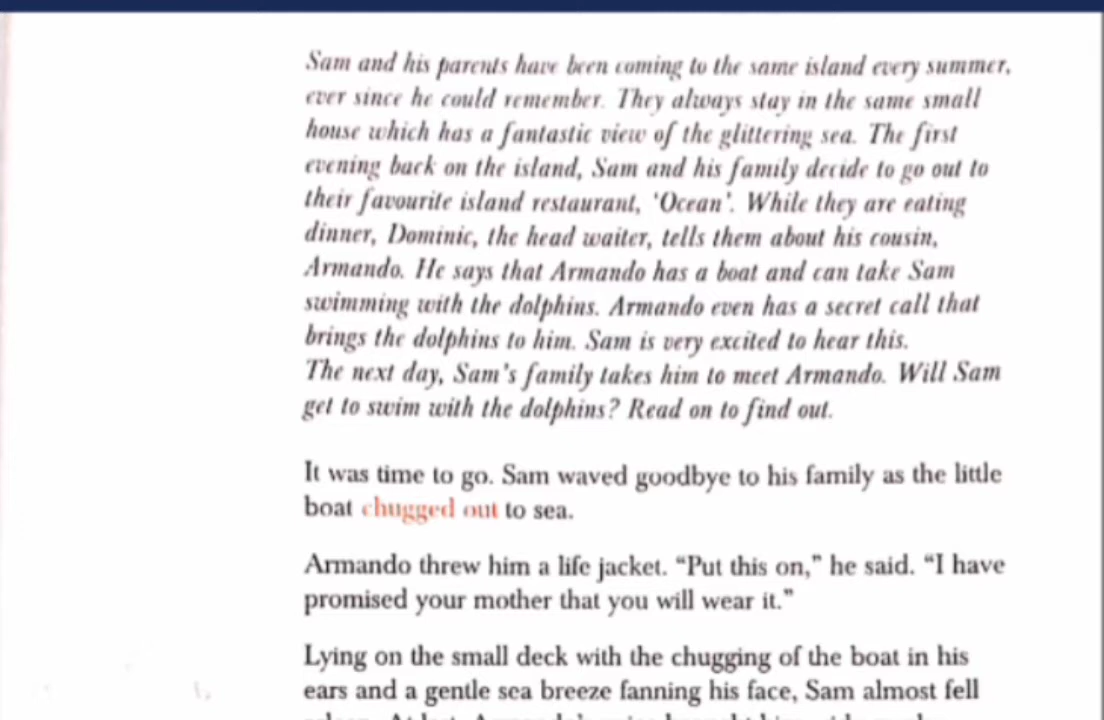 Sam and his parents have been coming to the same island every summer,
ever since he could remember. They always stay in the same small
house which has a fantastic view of the glittering sea. The first
evening back on the island, Sam and his family decide to go out to
their favourite island restaurant, ‘Ocean’. While they are eating
dinner, Dominic, the head waiter, tells them about his cousin,
Armando. He says that Armando has a boat and can take Sam
swimming with the dolphins. Armando even has a secret call that
brings the dolphins to him. Sam is very excited to hear this.
The next day, Sam’s family takes him to meet Armando. Will Sam
get to swim with the dolphins? Read on to find out.
It was time to go. Sam waved goodbye to his family as the little
boat chugged out to sea.
Armando threw him a life jacket. “Put this on,” he said. “I have
promised your mother that you will wear it.”
Lying on the small deck with the chugging of the boat in his
ears and a gentle sea breeze fanning his face, Sam almost fell